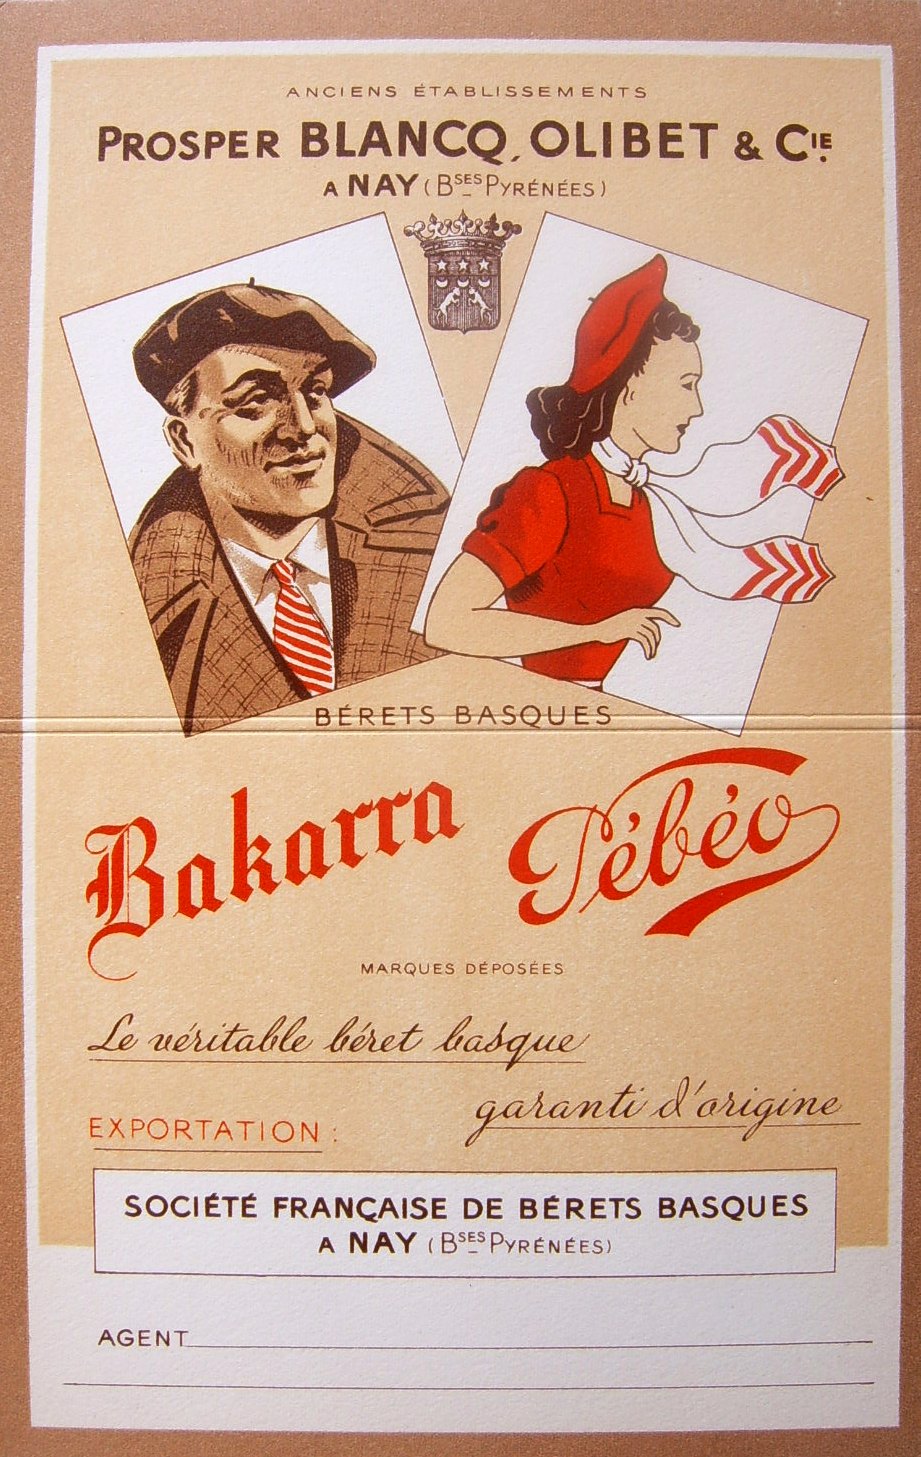 ANCIENS ÉTABLISSEMENTS
PROSPER BLANCQ, OLIBET & CIE.
A NAY (BSES PYRÉNÉES)
BÉRETS BASQUES
Bakarra
Pébéo
MARQUES DÉPOSÉES
Le véritable béret basque
garanti d'origine
EXPORTATION :
SOCIÉTÉ FRANÇAISE DE BÉRETS BASQUES
A NAY (BSES PYRÉNÉES)
AGENT